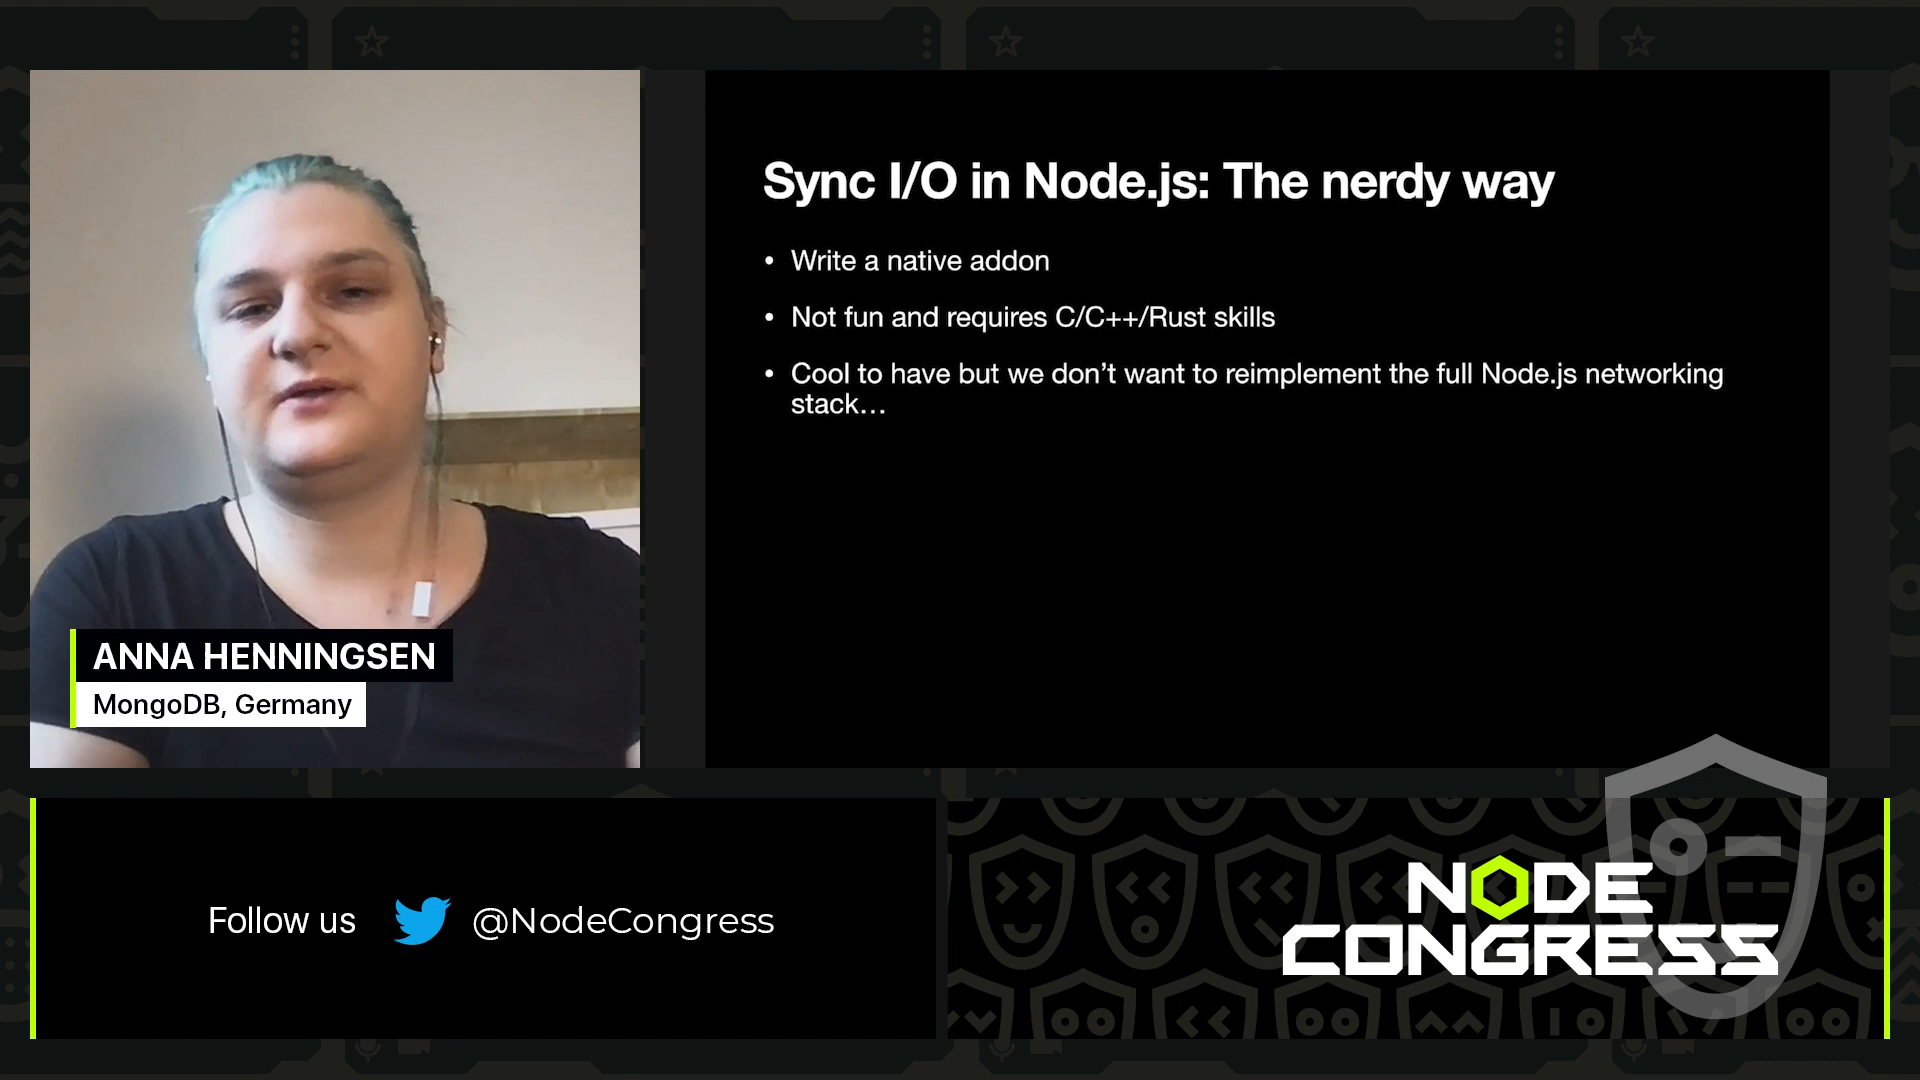 Sync I/O in Node.js: The nerdy way
• Write a native addon
• Not fun and requires C/C++/Rust skills
• Cool to have but we don’t want to reimplement the full Node.js networking
stack…
ANNA HENNINGSEN
MongoDB, Germany
Follow us @NodeCongress
NODE
CONGRESS